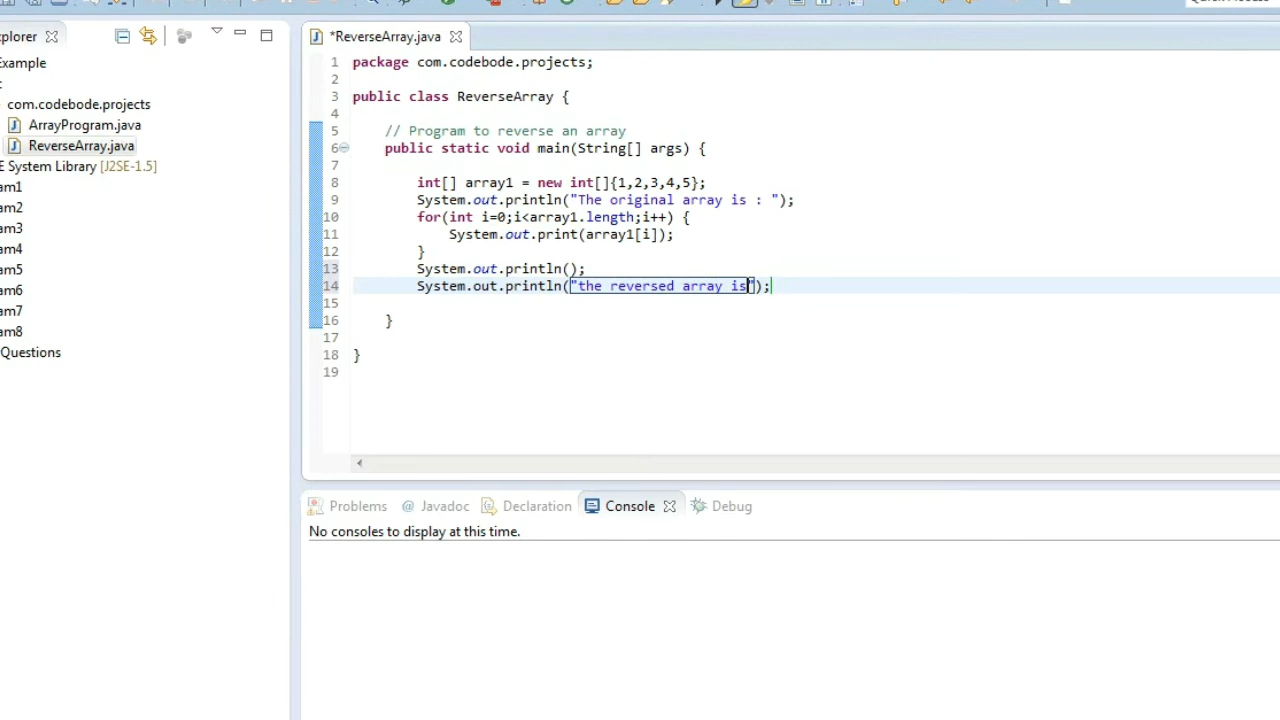 plorer
Example
com.codebode.projects
ArrayProgram.java
ReverseArray.java
E System Library [J2SE-1.5]
am1
am2
am3
am4
am5
am6
am7
am8
Questions
*ReverseArray.java
1 package com.codebode.projects;
2
3 public class ReverseArray {
4
5 // Program to reverse an array
6 public static void main(String[] args) {
7
8 int[] array1 = new int[]{1,2,3,4,5};
9 System.out.println("The original array is : ");
10 for(int i=0;i<array1.length;i++) {
11 System.out.print(array1[i]);
12 }
13 System.out.println();
14 System.out.println("the reversed array is");
15
16 }
17
18 }
19
Problems @ Javadoc Declaration Console Debug
No consoles to display at this time.